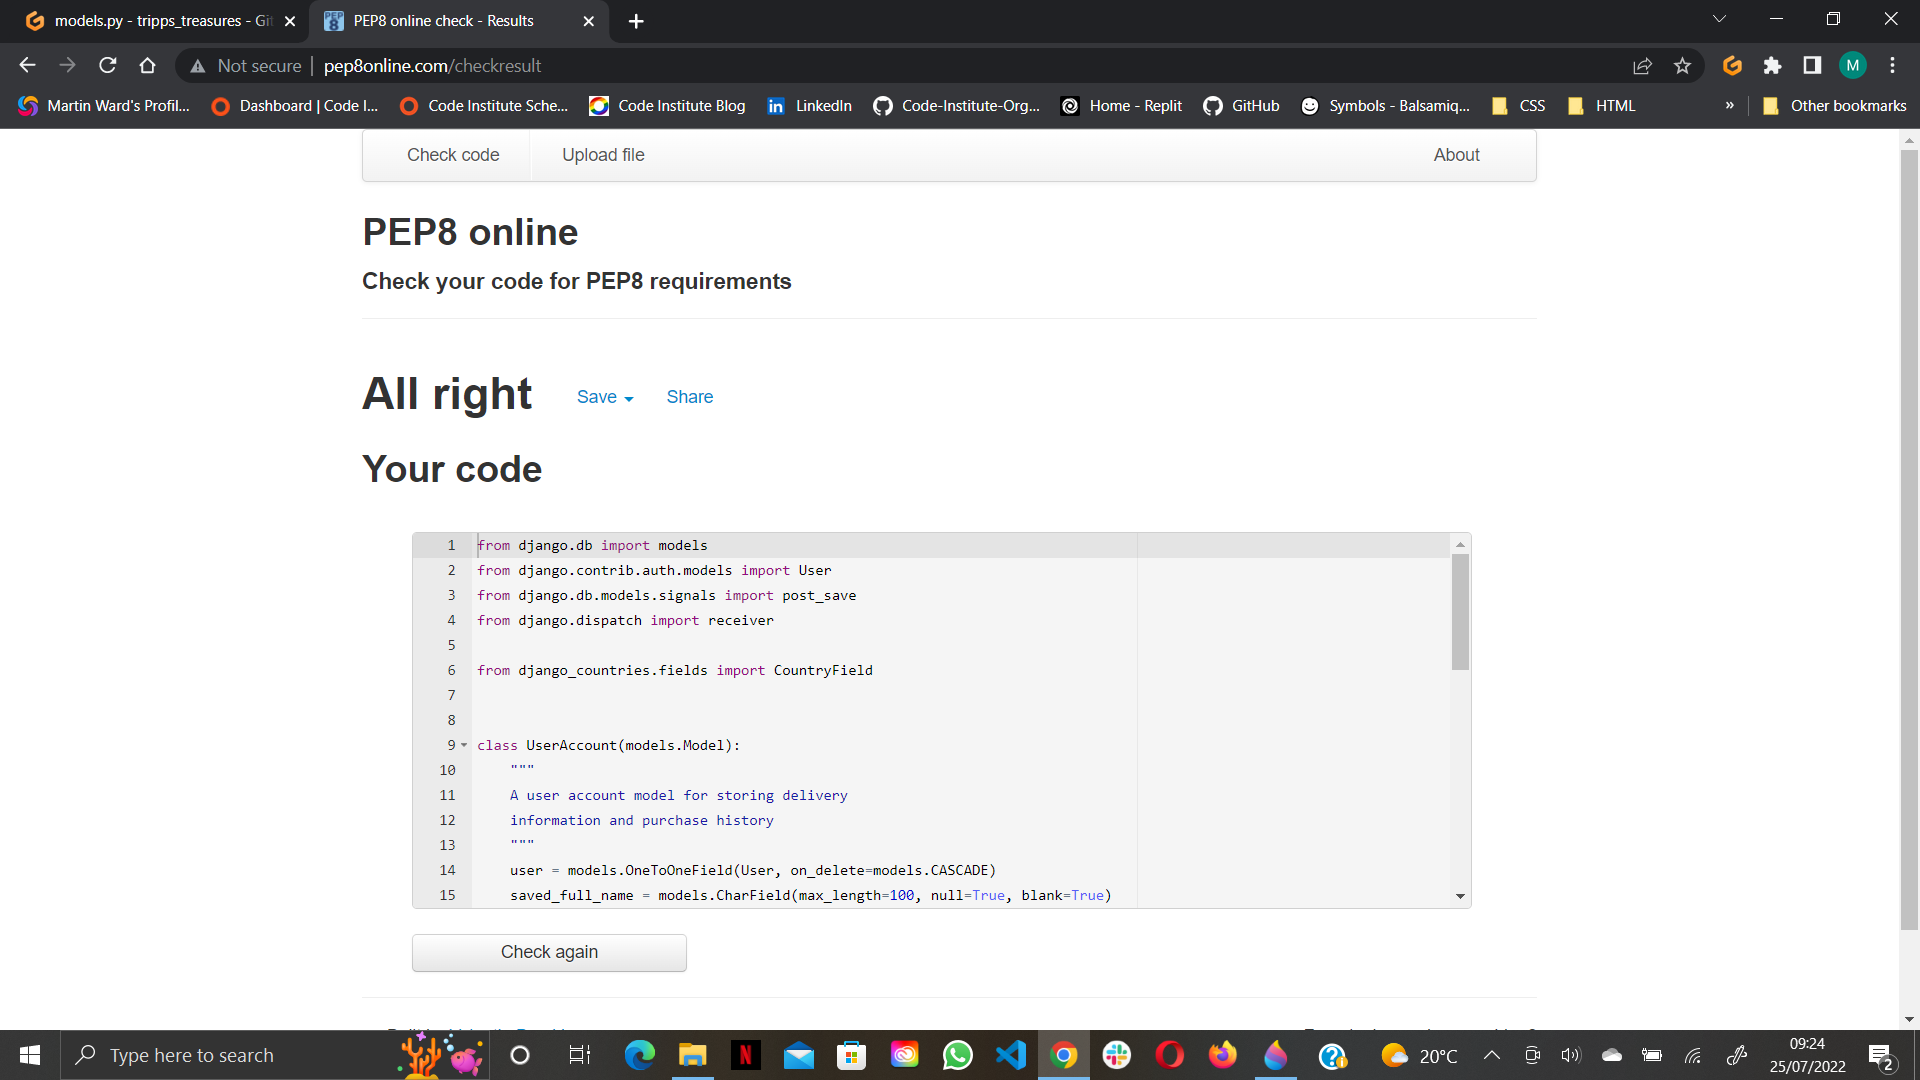 models.py - tripps_treasures - Git
PEP8 online check - Results
Not secure
pep8online.com/checkresult
M
Martin Ward's Profil...
Dashboard | Code I...
Code Institute Sche...
Code Institute Blog
LinkedIn
Code-Institute-Org...
Home - Replit
GitHub
Symbols - Balsamiq...
CSS
HTML
»
Other bookmarks
Check code
Upload file
About
PEP8 online
Check your code for PEP8 requirements
All right
Save
Share
Your code
1 from django.db import models
2 from django.contrib.auth.models import User
3 from django.db.models.signals import post_save
4 from django.dispatch import receiver
5
6 from django_countries.fields import CountryField
7
8
9 class UserAccount(models.Model):
10 """
11 A user account model for storing delivery
12 information and purchase history
13 """
14 user = models.OneToOneField(User, on_delete=models.CASCADE)
15 saved_full_name = models.CharField(max_length=100, null=True, blank=True)
Check again
Type here to search
20°C
09:24
25/07/2022
2